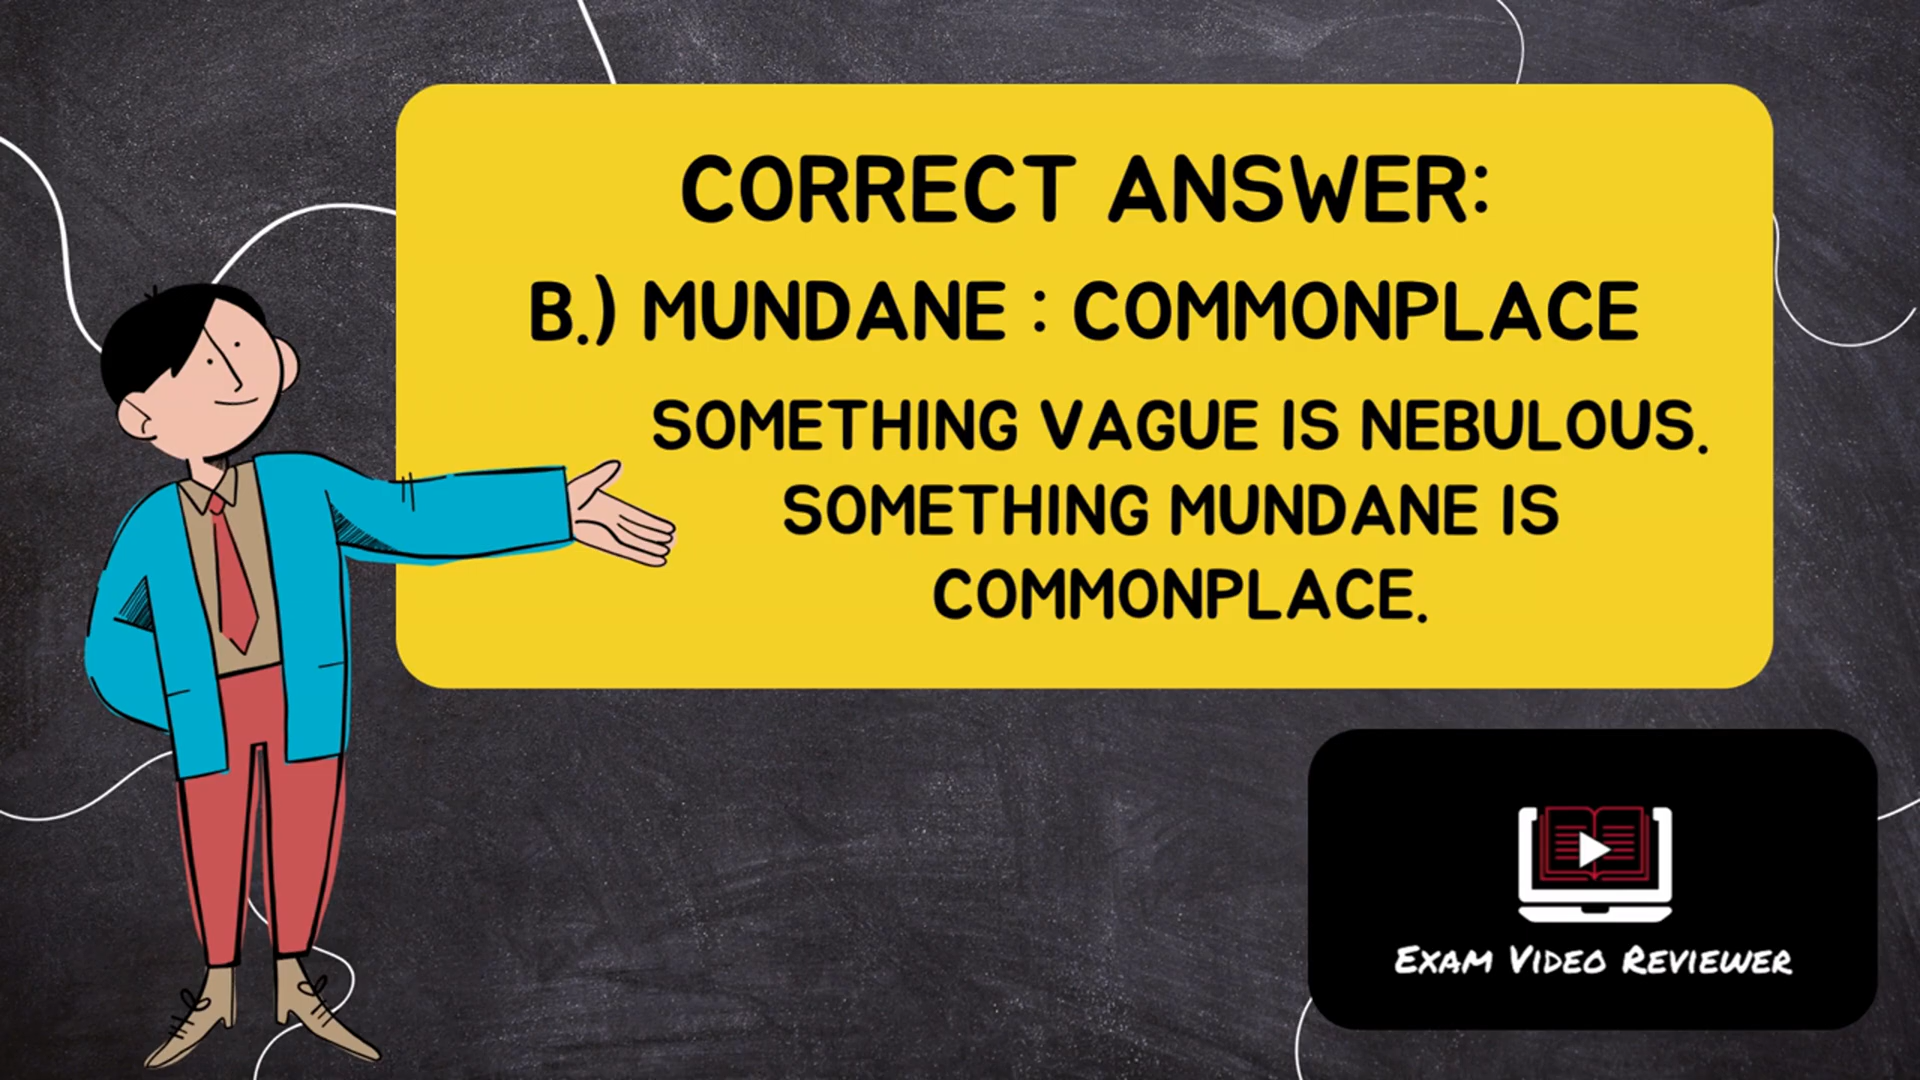 CORRECT ANSWER:
B.) MUNDANE : COMMONPLACE
SOMETHING VAGUE IS NEBULOUS.
SOMETHING MUNDANE IS
COMMONPLACE.
EXAM VIDEO REVIEWER